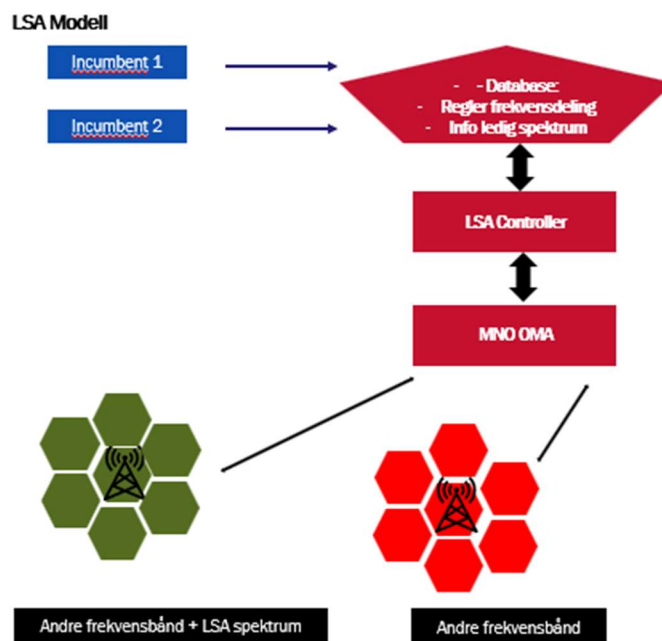 LSA Modell
Incumbent 1
Incumbent 2
- - Database:
- Regler frekvensdeling
- Info ledig spektrum
LSA Controller
MNO OMA
Andre frekvensbånd + LSA spektrum
Andre frekvensbånd